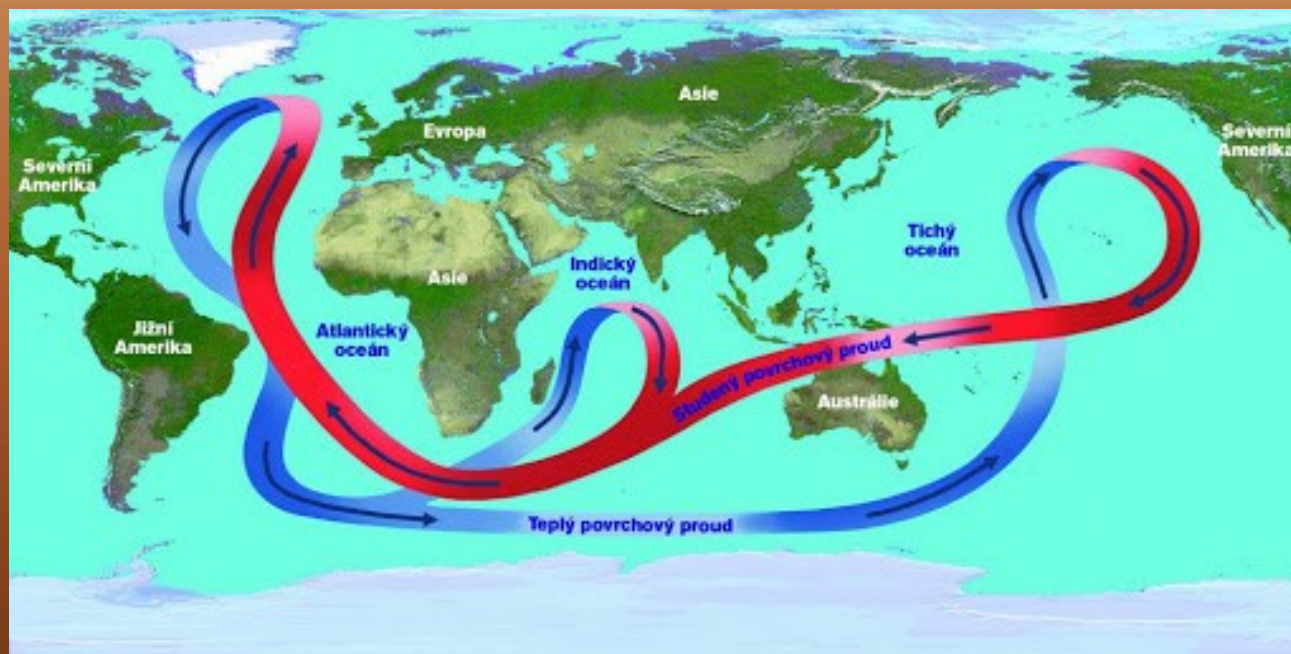 Asie
Evropa
Severní
Amerika
Severní
Amerika
Tichý
oceán
Indický
oceán
Asie
Jižní
Amerika
Atlantický
oceán
Studený povrchový proud
Austrálie
Teplý povrchový proud